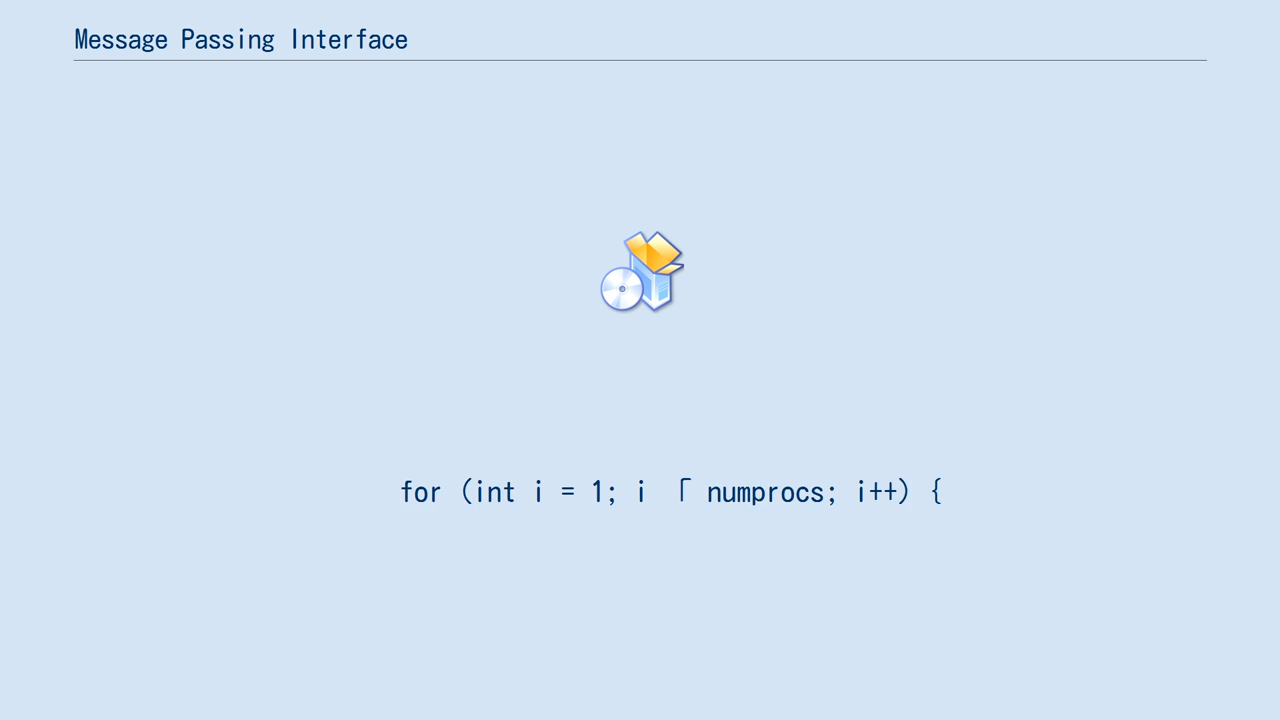 Message Passing Interface
for (int i = 1; i 「 numprocs; i++) {